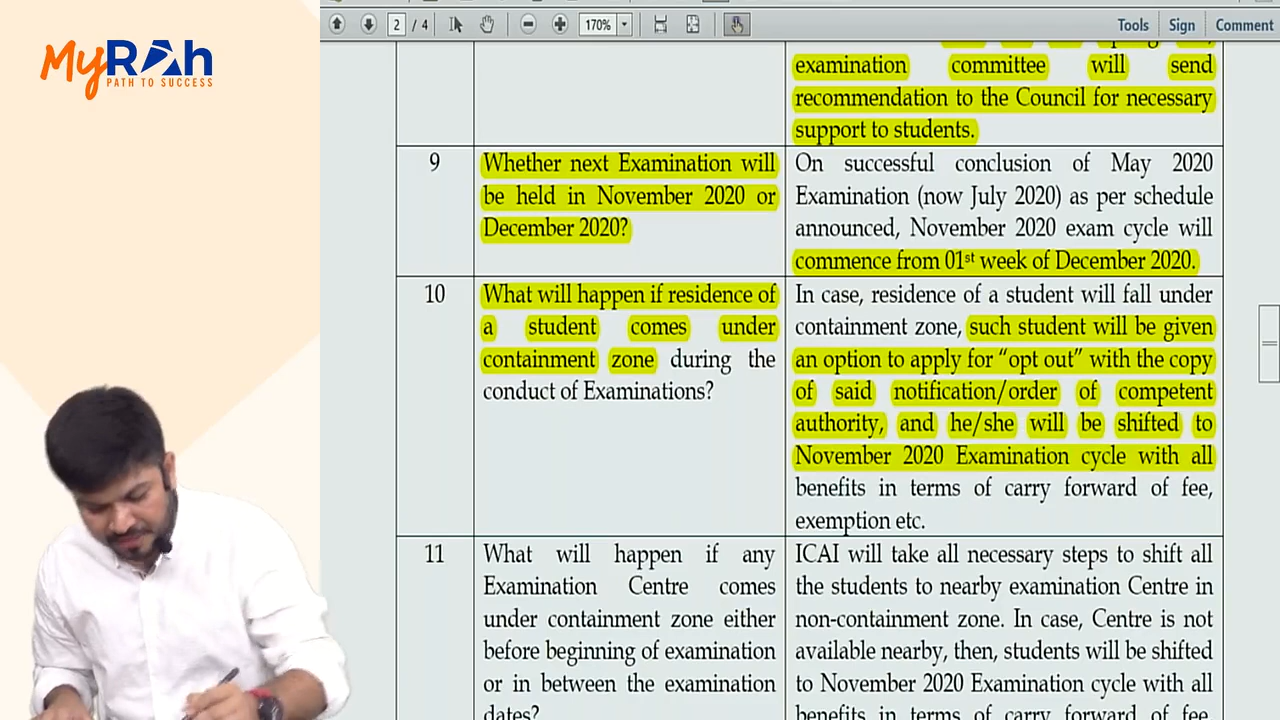 MyRAh
PATH TO SUCCESS
2 / 4
170%
Tools
Sign
Comment
examination committee will send
recommendation to the Council for necessary
support to students.
9
Whether next Examination will
be held in November 2020 or
December 2020?
On successful conclusion of May 2020
Examination (now July 2020) as per schedule
announced, November 2020 exam cycle will
commence from 01st week of December 2020.
10
What will happen if residence of
a student comes under
containment zone during the
conduct of Examinations?
In case, residence of a student will fall under
containment zone, such student will be given
an option to apply for “opt out” with the copy
of said notification/order of competent
authority, and he/she will be shifted to
November 2020 Examination cycle with all
benefits in terms of carry forward of fee,
exemption etc.
11
What will happen if any
Examination Centre comes
under containment zone either
before beginning of examination
or in between the examination
dates?
ICAI will take all necessary steps to shift all
the students to nearby examination Centre in
non-containment zone. In case, Centre is not
available nearby, then, students will be shifted
to November 2020 Examination cycle with all
benefits in terms of carry forward of fee,